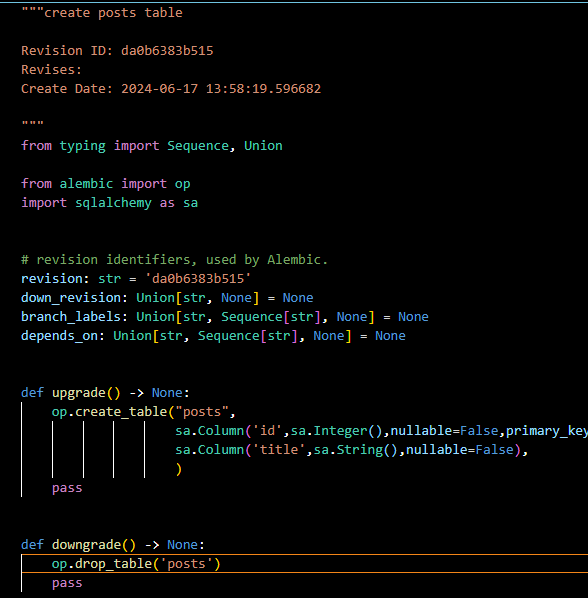 """create posts table
Revision ID: da0b6383b515
Revises:
Create Date: 2024-06-17 13:58:19.596682
"""
from typing import Sequence, Union
from alembic import op
import sqlalchemy as sa
# revision identifiers, used by Alembic.
revision: str = 'da0b6383b515'
down_revision: Union[str, None] = None
branch_labels: Union[str, Sequence[str], None] = None
depends_on: Union[str, Sequence[str], None] = None
def upgrade() -> None:
op.create_table("posts",
sa.Column('id',sa.Integer(),nullable=False,primary_key
sa.Column('title',sa.String(),nullable=False),
)
pass
def downgrade() -> None:
op.drop_table('posts')
pass